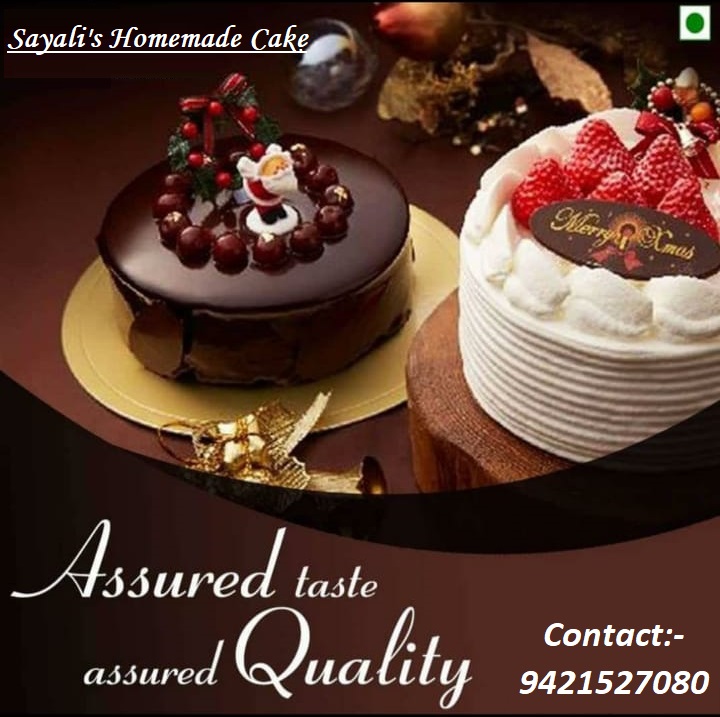 Sayali's Homemade Cake
Merry Xmas
Assured taste
assured Quality
Contact:-
9421527080